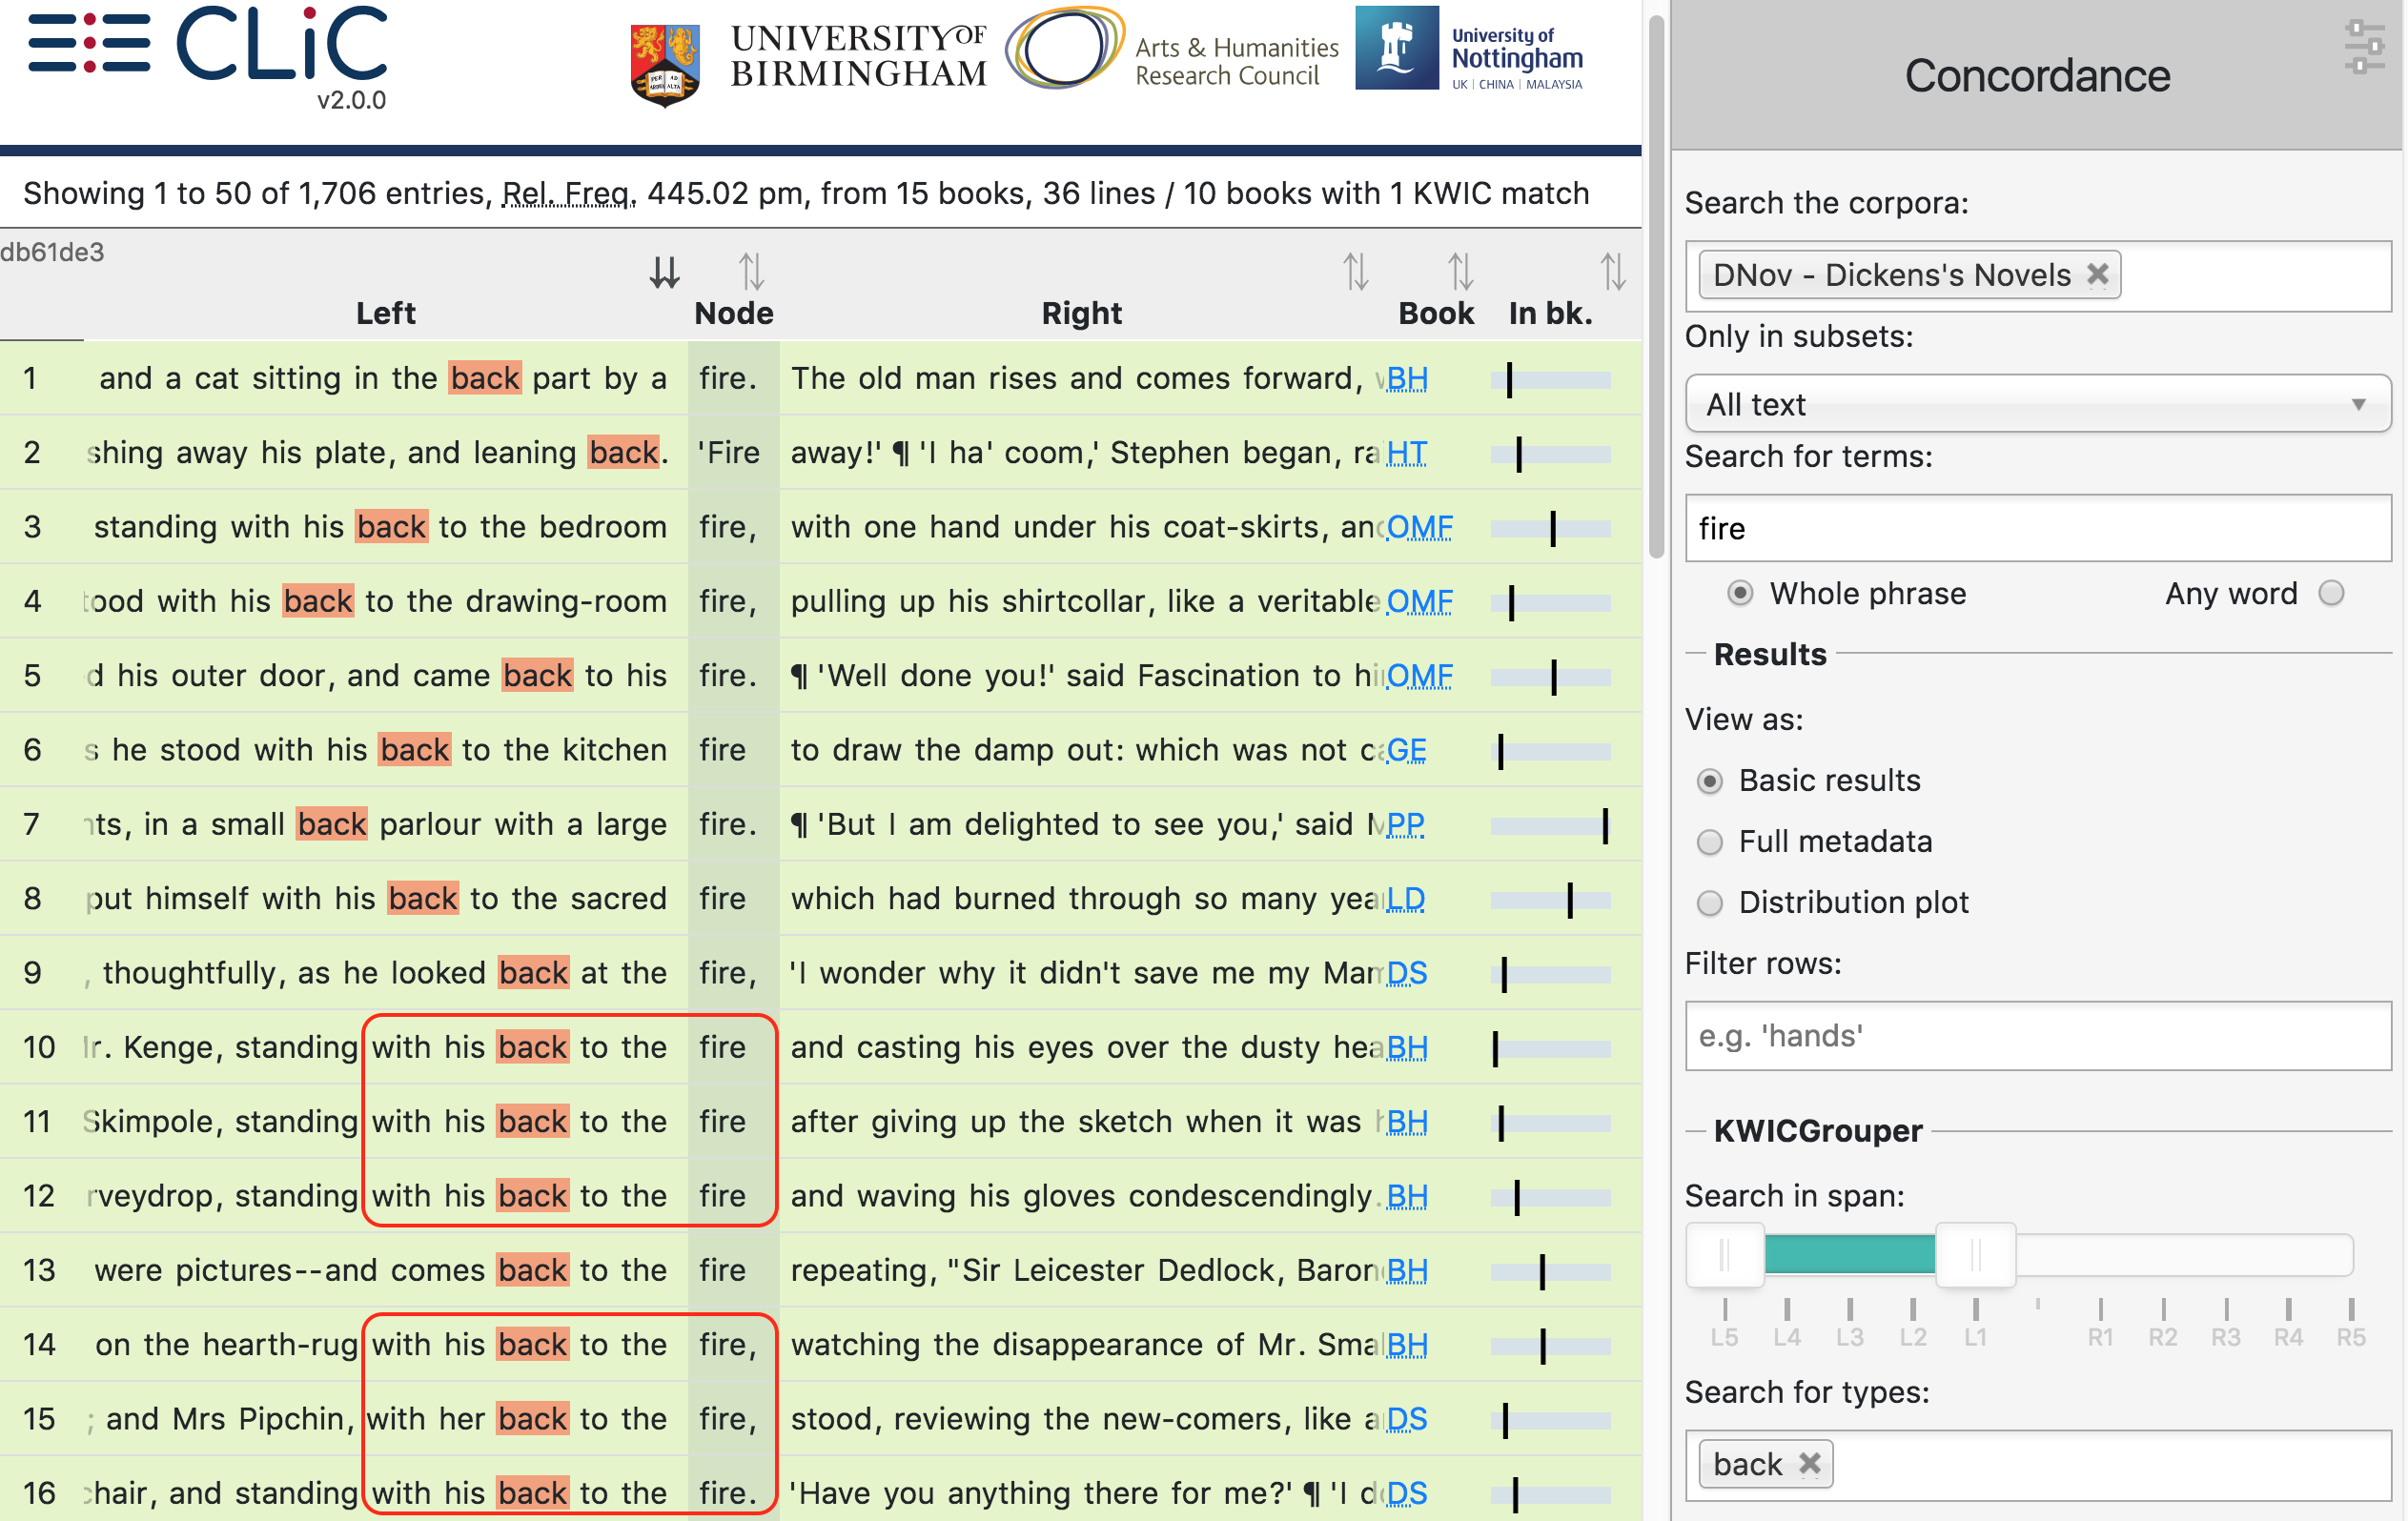 CLiC
v2.0.0
PER AD ARDUA ALTA
UNIVERSITY OF
BIRMINGHAM
Arts & Humanities
Research Council
University of
Nottingham
UK | CHINA | MALAYSIA
Showing 1 to 50 of 1,706 entries, Rel. Freq. 445.02 pm, from 15 books, 36 lines / 10 books with 1 KWIC match
db61de3
Left Node Right Book In bk.
1 and a cat sitting in the back part by a fire. The old man rises and comes forward, BH
2 shing away his plate, and leaning back. 'Fire away!' ¶ 'I ha' coom,' Stephen began, ra HT
3 standing with his back to the bedroom fire, with one hand under his coat-skirts, and OMF
4 tood with his back to the drawing-room fire, pulling up his shirtcollar, like a veritable OMF
5 d his outer door, and came back to his fire. ¶ 'Well done you!' said Fascination to hi OMF
6 s he stood with his back to the kitchen fire to draw the damp out: which was not ca GE
7 nts, in a small back parlour with a large fire. ¶ 'But I am delighted to see you,' said M PP
8 put himself with his back to the sacred fire which had burned through so many yea LD
9 , thoughtfully, as he looked back at the fire, 'I wonder why it didn't save me my Mam DS
10 Ir. Kenge, standing with his back to the fire and casting his eyes over the dusty hea BH
11 Skimpole, standing with his back to the fire after giving up the sketch when it was h BH
12 rveydrop, standing with his back to the fire and waving his gloves condescendingly. BH
13 were pictures--and comes back to the fire repeating, "Sir Leicester Dedlock, Baron BH
14 on the hearth-rug with his back to the fire, watching the disappearance of Mr. Smal BH
15 ; and Mrs Pipchin, with her back to the fire, stood, reviewing the new-comers, like a DS
16 chair, and standing with his back to the fire. 'Have you anything there for me?' ¶ 'I d DS
Concordance
Search the corpora:
DNov - Dickens's Novels ✖
Only in subsets:
All text
Search for terms:
fire
Whole phrase Any word
Results
View as:
Basic results
Full metadata
Distribution plot
Filter rows:
e.g. 'hands'
KWICGrouper
Search in span:
L5 L4 L3 L2 L1 R1 R2 R3 R4 R5
Search for types:
back ✖